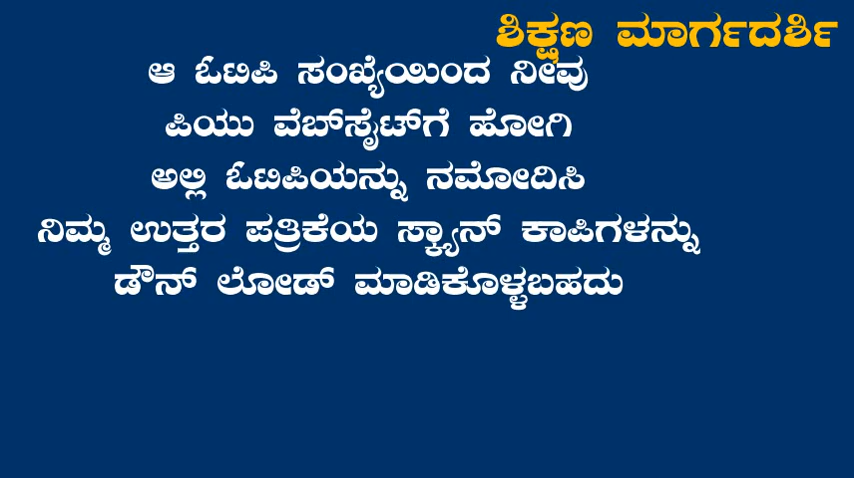 ಶಿಕ್ಷಣ ಮಾರ್ಗದರ್ಶಿ
ಆ ಓಟಿಪಿ ಸಂಖ್ಯೆಯಿಂದ ನೀವು
ಪಿಯು ವೆಬ್‌ಸೈಟ್‌ಗೆ ಹೋಗಿ
ಅಲ್ಲಿ ಓಟಿಪಿಯನ್ನು ನಮೋದಿಸಿ
ನಿಮ್ಮ ಉತ್ತರ ಪತ್ರಿಕೆಯ ಸ್ಕ್ಯಾನ್ ಕಾಪಿಗಳನ್ನು
ಡೌನ್ ಲೋಡ್ ಮಾಡಿಕೊಳ್ಳಬಹದು